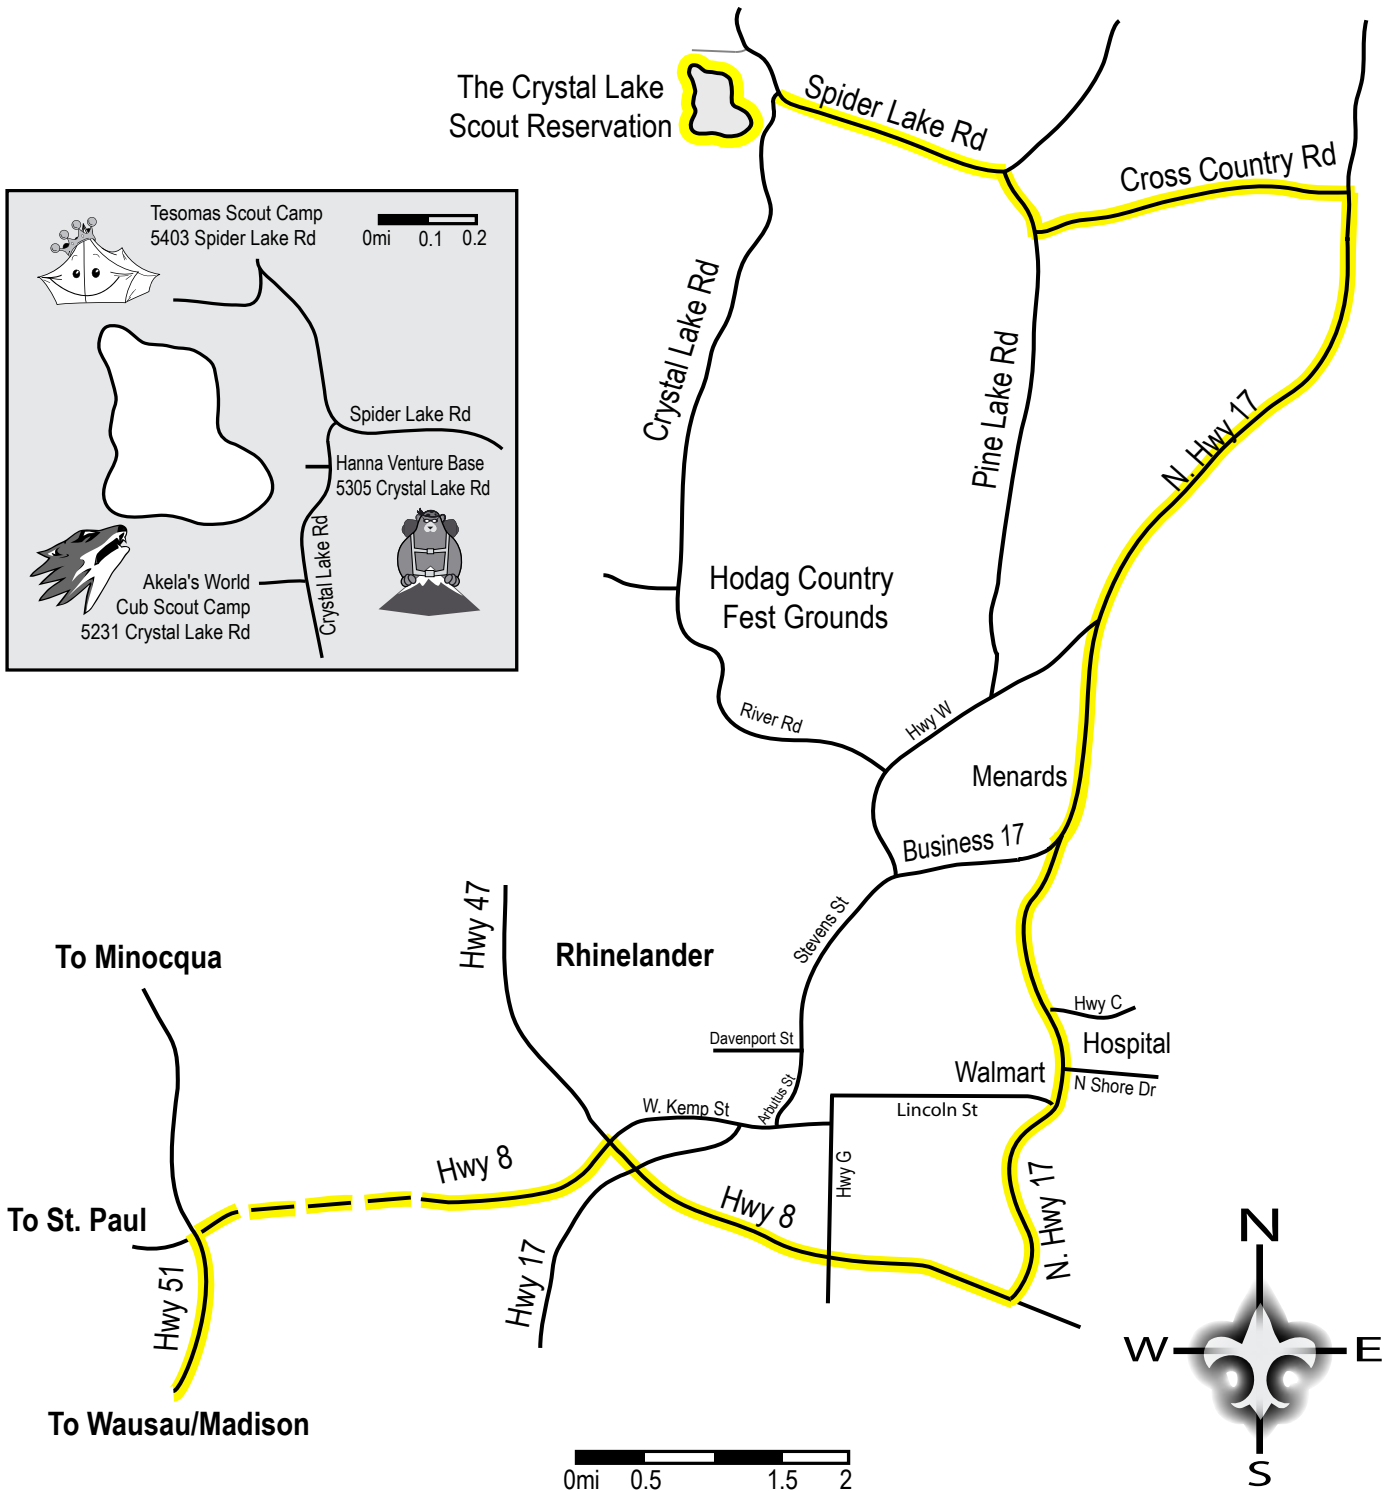 The Crystal Lake
Scout Reservation
Spider Lake Rd
Cross Country Rd
Tesomas Scout Camp
5403 Spider Lake Rd
0mi 0.1 0.2
Spider Lake Rd
Hanna Venture Base
5305 Crystal Lake Rd
Crystal Lake Rd
Akela's World
Cub Scout Camp
5231 Crystal Lake Rd
Crystal Lake Rd
Pine Lake Rd
N. Hwy 17
Hodag Country
Fest Grounds
River Rd
Hwy W
Menards
Business 17
Hwy 47
Rhinelander
Stevens St
To Minocqua
Hwy C
Davenport St
Hospital
Walmart
N Shore Dr
Arbutus St
W. Kemp St
Lincoln St
Hwy 8
Hwy G
Hwy 8
N. Hwy 17
To St. Paul
Hwy 51
Hwy 17
To Wausau/Madison
N
W E
S
0mi 0.5 1.5 2